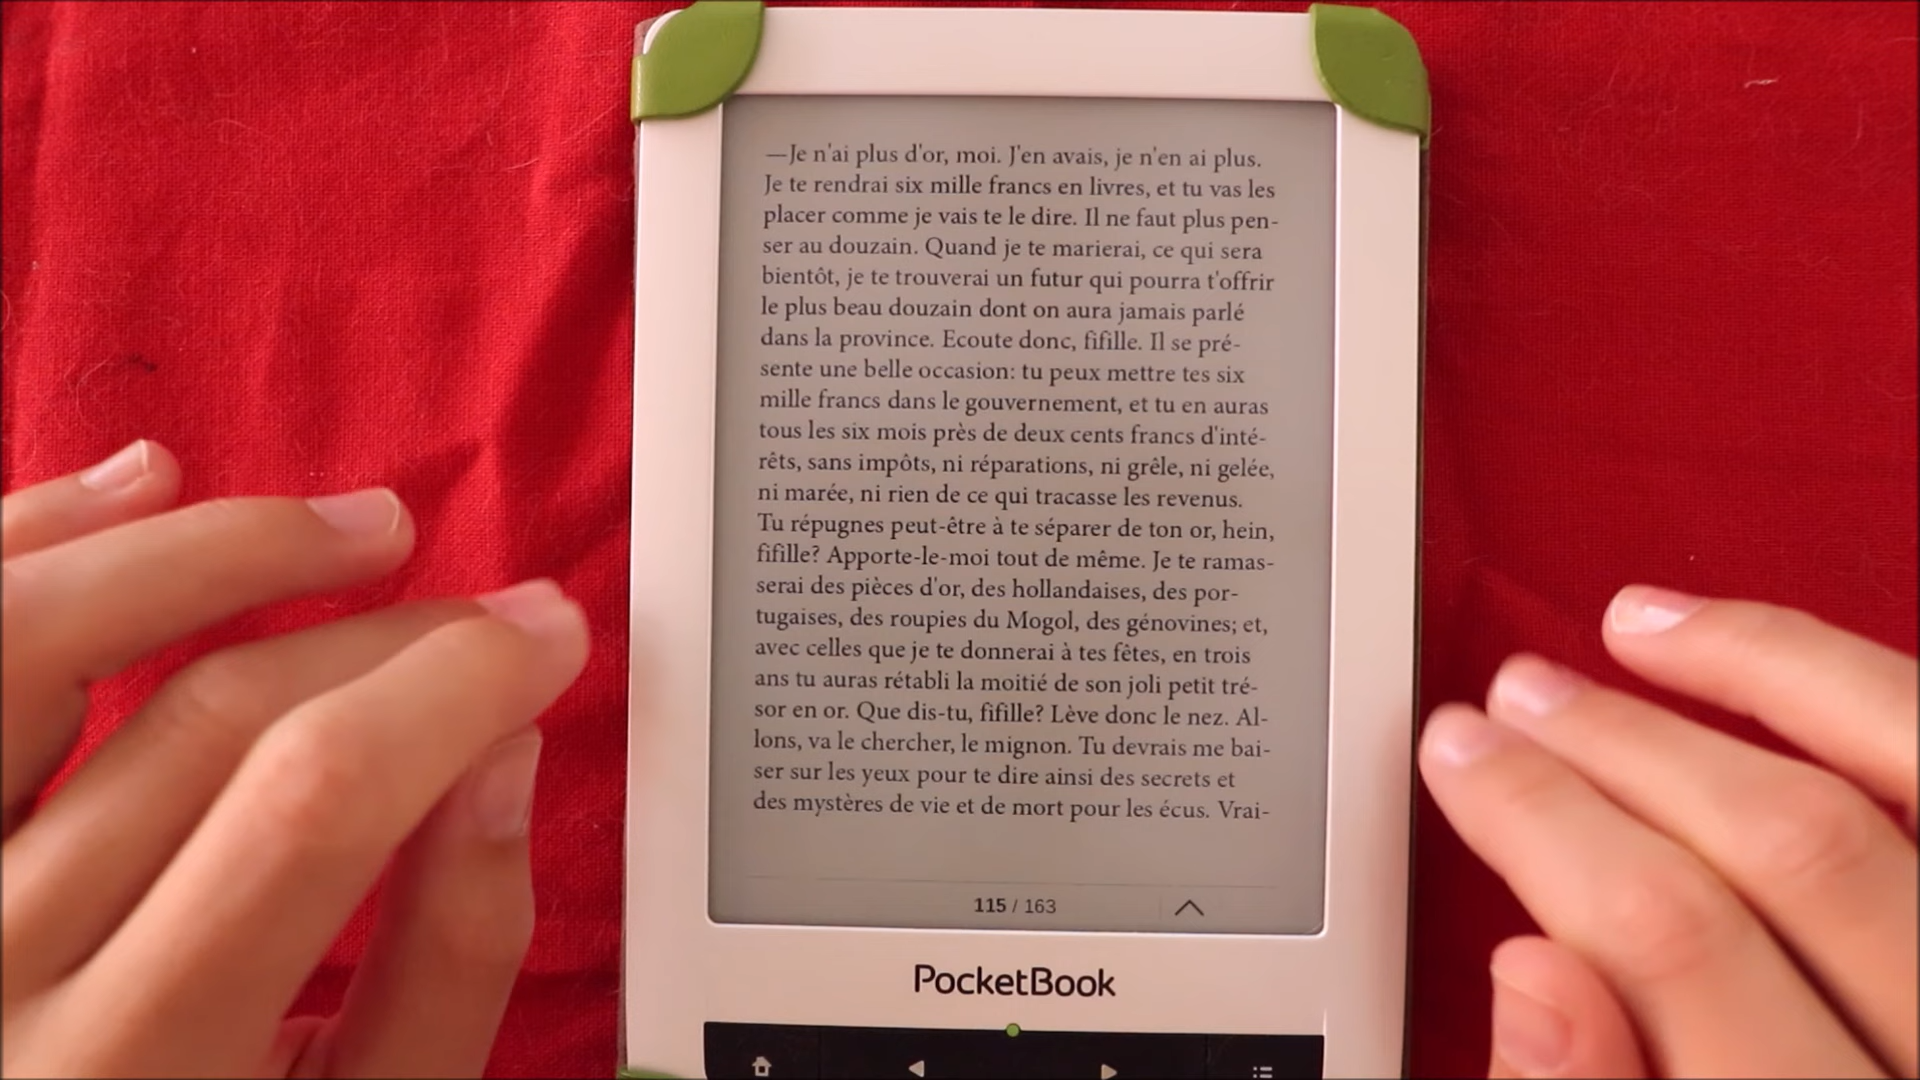 —Je n'ai plus d'or, moi. J'en avais, je n'en ai plus.
Je te rendrai six mille francs en livres, et tu vas les
placer comme je vais te le dire. Il ne faut plus pen-
ser au douzain. Quand je te marierai, ce qui sera
bientôt, je te trouverai un futur qui pourra t'offrir
le plus beau douzain dont on aura jamais parlé
dans la province. Ecoute donc, fifille. Il se pré-
sente une belle occasion: tu peux mettre tes six
mille francs dans le gouvernement, et tu en auras
tous les six mois près de deux cents francs d'inté-
rêts, sans impôts, ni réparations, ni grêle, ni gelée,
ni marée, ni rien de ce qui tracasse les revenus.
Tu répugnes peut-être à te séparer de ton or, hein,
fifille? Apporte-le-moi tout de même. Je te ramas-
serai des pièces d'or, des hollandaises, des por-
tugaises, des roupies du Mogol, des génovines; et,
avec celles que je te donnerai à tes fêtes, en trois
ans tu auras rétabli la moitié de son joli petit tré-
sor en or. Que dis-tu, fifille? Lève donc le nez. Al-
lons, va le chercher, le mignon. Tu devrais me bai-
ser sur les yeux pour te dire ainsi des secrets et
des mystères de vie et de mort pour les écus. Vrai-
115 / 163
PocketBook